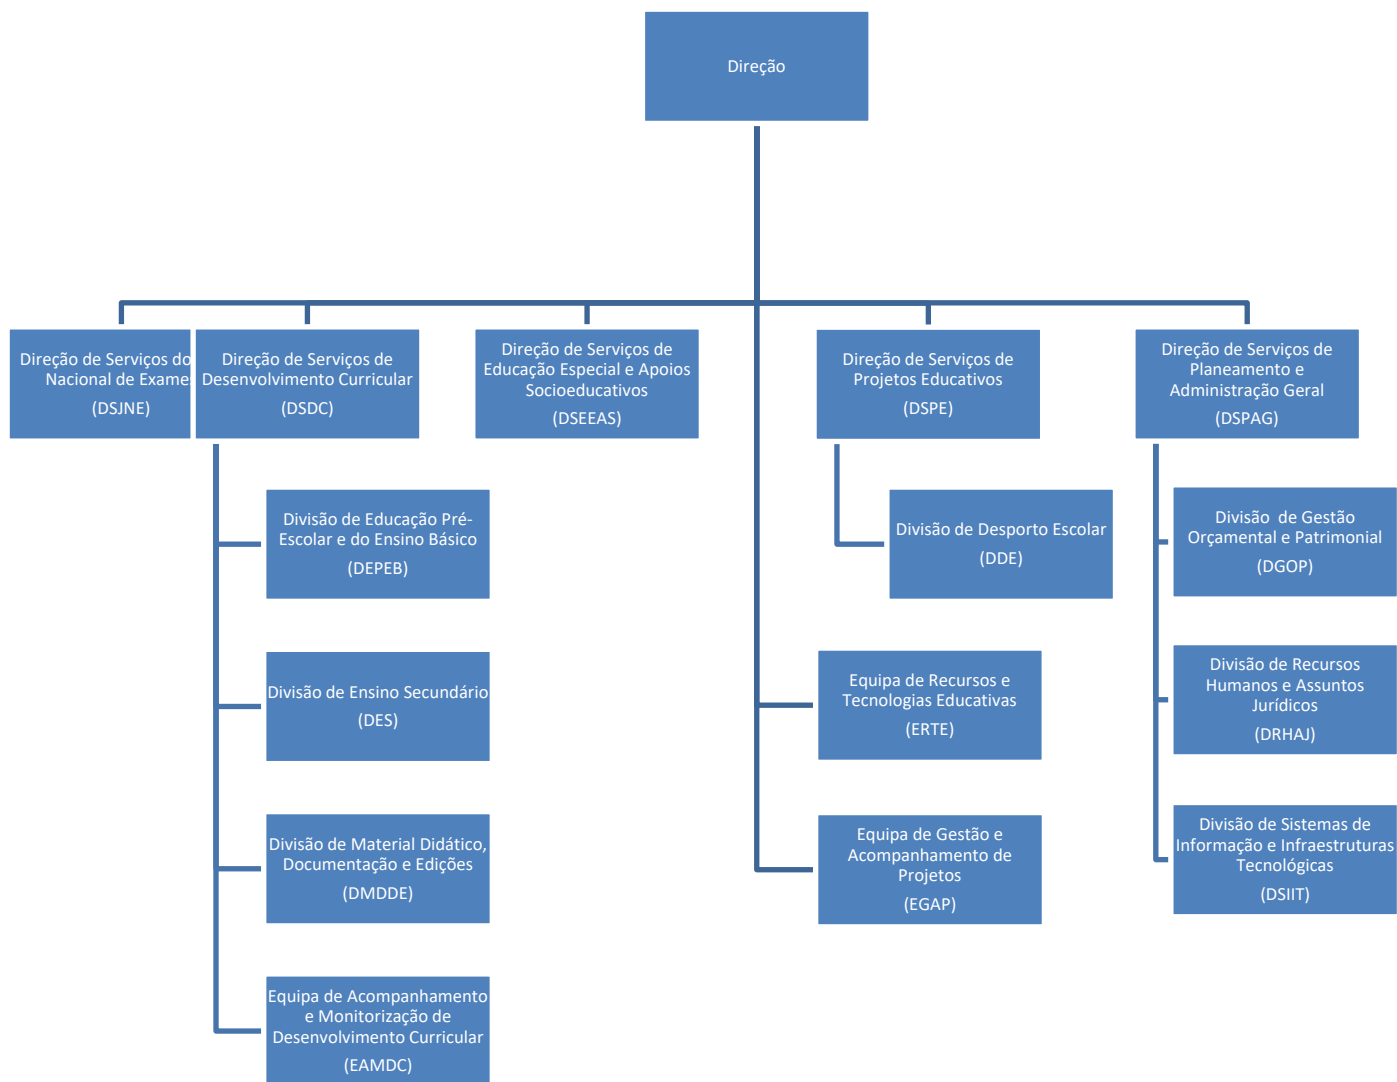 Direção
Direção de Serviços do
Nacional de Exames
(DSJNE)
Direção de Serviços de
Desenvolvimento Curricular
(DSDC)
Direção de Serviços de
Educação Especial e Apoios
Socioeducativos
(DSEEAS)
Direção de Serviços de
Projetos Educativos
(DSPE)
Direção de Serviços de
Planeamento e
Administração Geral
(DSPAG)
Divisão de Educação Pré-
Escolar e do Ensino Básico
(DEPEB)
Divisão de Ensino Secundário
(DES)
Divisão de Material Didático,
Documentação e Edições
(DMDDE)
Equipa de Acompanhamento
e Monitorização de
Desenvolvimento Curricular
(EAMDC)
Divisão de Desporto Escolar
(DDE)
Equipa de Recursos e
Tecnologias Educativas
(ERTE)
Equipa de Gestão e
Acompanhamento de
Projetos
(EGAP)
Divisão  de Gestão
Orçamental e Patrimonial
(DGOP)
Divisão de Recursos
Humanos e Assuntos
Jurídicos
(DRHAJ)
Divisão de Sistemas de
Informação e Infraestruturas
Tecnológicas
(DSIIT)